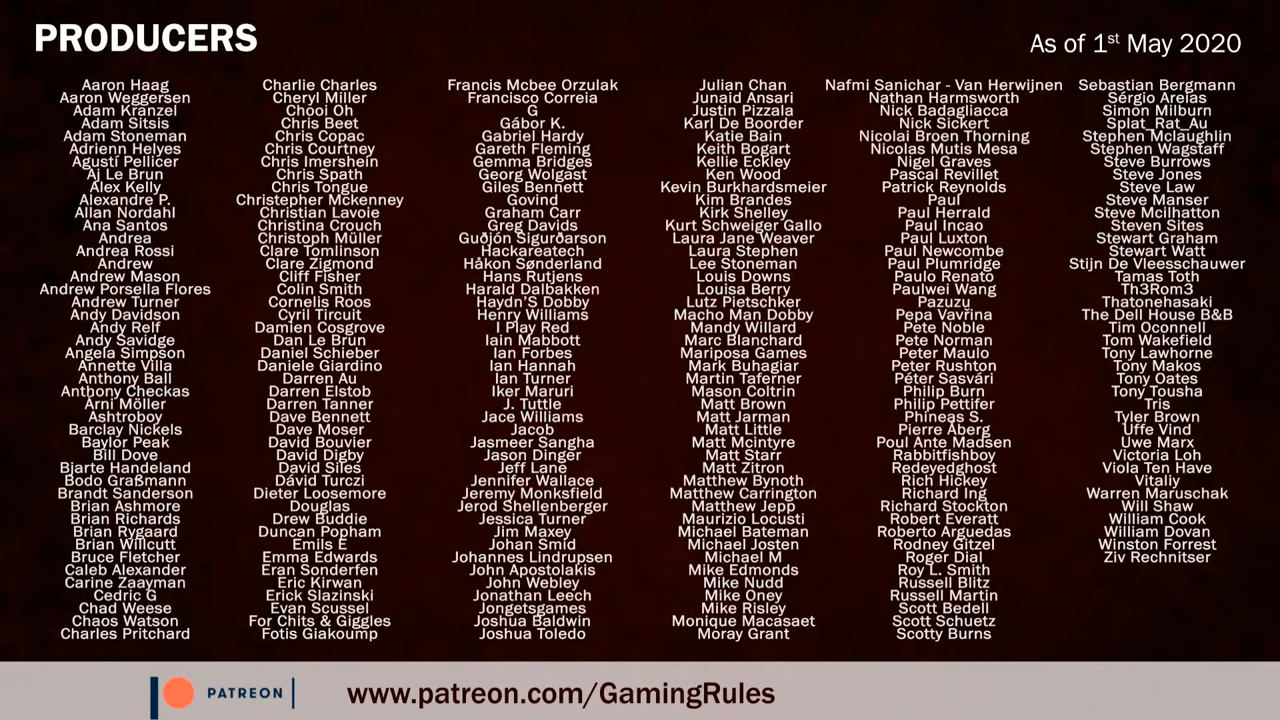 PRODUCERS
As of 1st May 2020
Aaron Haag
Aaron Weggersen
Adam Kranzel
Adam Sitsis
Adam Stoneman
Adrienn Helyes
Agustí Pellicer
Aj Le Brun
Alex Kelly
Alexandre P.
Allan Nordahl
Ana Santos
Andrea
Andrea Rossi
Andrew
Andrew Mason
Andrew Porsella Flores
Andrew Turner
Andy Davidson
Andy Relf
Andy Savidge
Angela Simpson
Annette Villa
Anthony Ball
Anthony Checkas
Arni Möller
Ashtroboy
Barclay Nickels
Baylor Peak
Bill Dove
Bjarte Handeland
Bodo Graßmann
Brandt Sanderson
Brian Ashmore
Brian Richards
Brian Rygaard
Brian Willcutt
Bruce Fletcher
Caleb Alexander
Carine Zaayman
Cedric G
Chad Weese
Chaos Watson
Charles Pritchard
Charlie Charles
Cheryl Miller
Chooi Oh
Chris Beet
Chris Copac
Chris Courtney
Chris Imershein
Chris Spath
Chris Tongue
Christopher Mckenney
Christian Lavoie
Christina Crouch
Christoph Müller
Clare Tomlinson
Clare Zigmond
Cliff Fisher
Colin Smith
Cornelis Roos
Cyril Tircuit
Damien Cosgrove
Dan Le Brun
Daniel Schieber
Daniele Giardino
Darren Au
Darren Elstob
Darren Tanner
Dave Bennett
Dave Moser
David Bouvier
David Digby
David Siles
Dávid Turczi
Dieter Loosemore
Douglas
Drew Buddie
Duncan Popham
Emils E
Emma Edwards
Eran Sonderfen
Eric Kirwan
Erick Slazinski
Evan Scussel
For Chits & Giggles
Fotis Giakoump
Francis Mcbee Orzulak
Francisco Correia
G
Gábor K.
Gabriel Hardy
Gareth Fleming
Gemma Bridges
Georg Wolgast
Giles Bennett
Govind
Graham Carr
Greg Davids
Guðjón Sigurðarson
Hackareatech
Håkon Sønderland
Hans Rutjens
Harald Dalbakken
Haydn'S Dobby
Henry Williams
I Play Red
Iain Mabbott
Ian Forbes
Ian Hannah
Ian Turner
Iker Maruri
J. Tuttle
Jace Williams
Jacob
Jasmeer Sangha
Jason Dinger
Jeff Lane
Jennifer Wallace
Jeremy Monksfield
Jerod Shellenberger
Jessica Turner
Jim Maxey
Johan Smid
Johannes Lindrupsen
John Apostolakis
John Webley
Jonathan Leech
Jongetsgames
Joshua Baldwin
Joshua Toledo
Julian Chan
Junaid Ansari
Justin Pizzala
Karl De Boorder
Katie Bain
Keith Bogart
Kellie Eckley
Ken Wood
Kevin Burkhardsmeier
Kim Brandes
Kirk Shelley
Kurt Schweiger Gallo
Laura Jane Weaver
Laura Stephen
Lee Stoneman
Louis Downs
Louisa Berry
Lutz Pietschker
Macho Man Dobby
Mandy Willard
Marc Blanchard
Mariposa Games
Mark Buhagiar
Martin Taferner
Mason Coltrin
Matt Brown
Matt Jarman
Matt Little
Matt Mcintyre
Matt Starr
Matt Zitron
Matthew Bynoth
Matthew Carrington
Matthew Jepp
Maurizio Locusti
Michael Bateman
Michael Josten
Michael M
Mike Edmonds
Mike Nudd
Mike Oney
Mike Risley
Monique Macasaet
Moray Grant
Nafmi Sanichar - Van Herwijnen
Nathan Harmsworth
Nick Badagliacca
Nick Sickert
Nicolai Broen Thorning
Nicolas Mutis Mesa
Nigel Graves
Pascal Revillet
Patrick Reynolds
Paul
Paul Herrald
Paul Incao
Paul Luxton
Paul Newcombe
Paul Plumridge
Paulo Renato
Paulwei Wang
Pazuzu
Pepa Vavřina
Pete Noble
Pete Norman
Peter Maulo
Peter Rushton
Péter Sasvári
Philip Burn
Philip Pettifer
Phineas S.
Pierre Aberg
Poul Ante Madsen
Rabbitfishboy
Redeyedghost
Rich Hickey
Richard Ing
Richard Stockton
Robert Everatt
Roberto Arguedas
Rodney Gitzel
Roger Dial
Roy L. Smith
Russell Blitz
Russell Martin
Scott Bedell
Scott Schuetz
Scotty Burns
Sebastian Bergmann
Sérgio Areias
Simon Milburn
Splat_Rat_Au
Stephen Mclaughlin
Stephen Wagstaff
Steve Burrows
Steve Jones
Steve Law
Steve Manser
Steve Mcilhatton
Steven Sites
Stewart Graham
Stewart Watt
Stijn De Vleesschauwer
Tamas Toth
Th3Rom3
Thatonehasaki
The Dell House B&B
Tim Oconnell
Tom Wakefield
Tony Lawhorne
Tony Makos
Tony Oates
Tony Tousha
Tris
Tyler Brown
Uffe Vind
Uwe Marx
Victoria Loh
Viola Ten Have
Vitaliy
Warren Maruschak
Will Shaw
William Cook
William Dovan
Winston Forrest
Ziv Rechnitser
PATREON
www.patreon.com/GamingRules